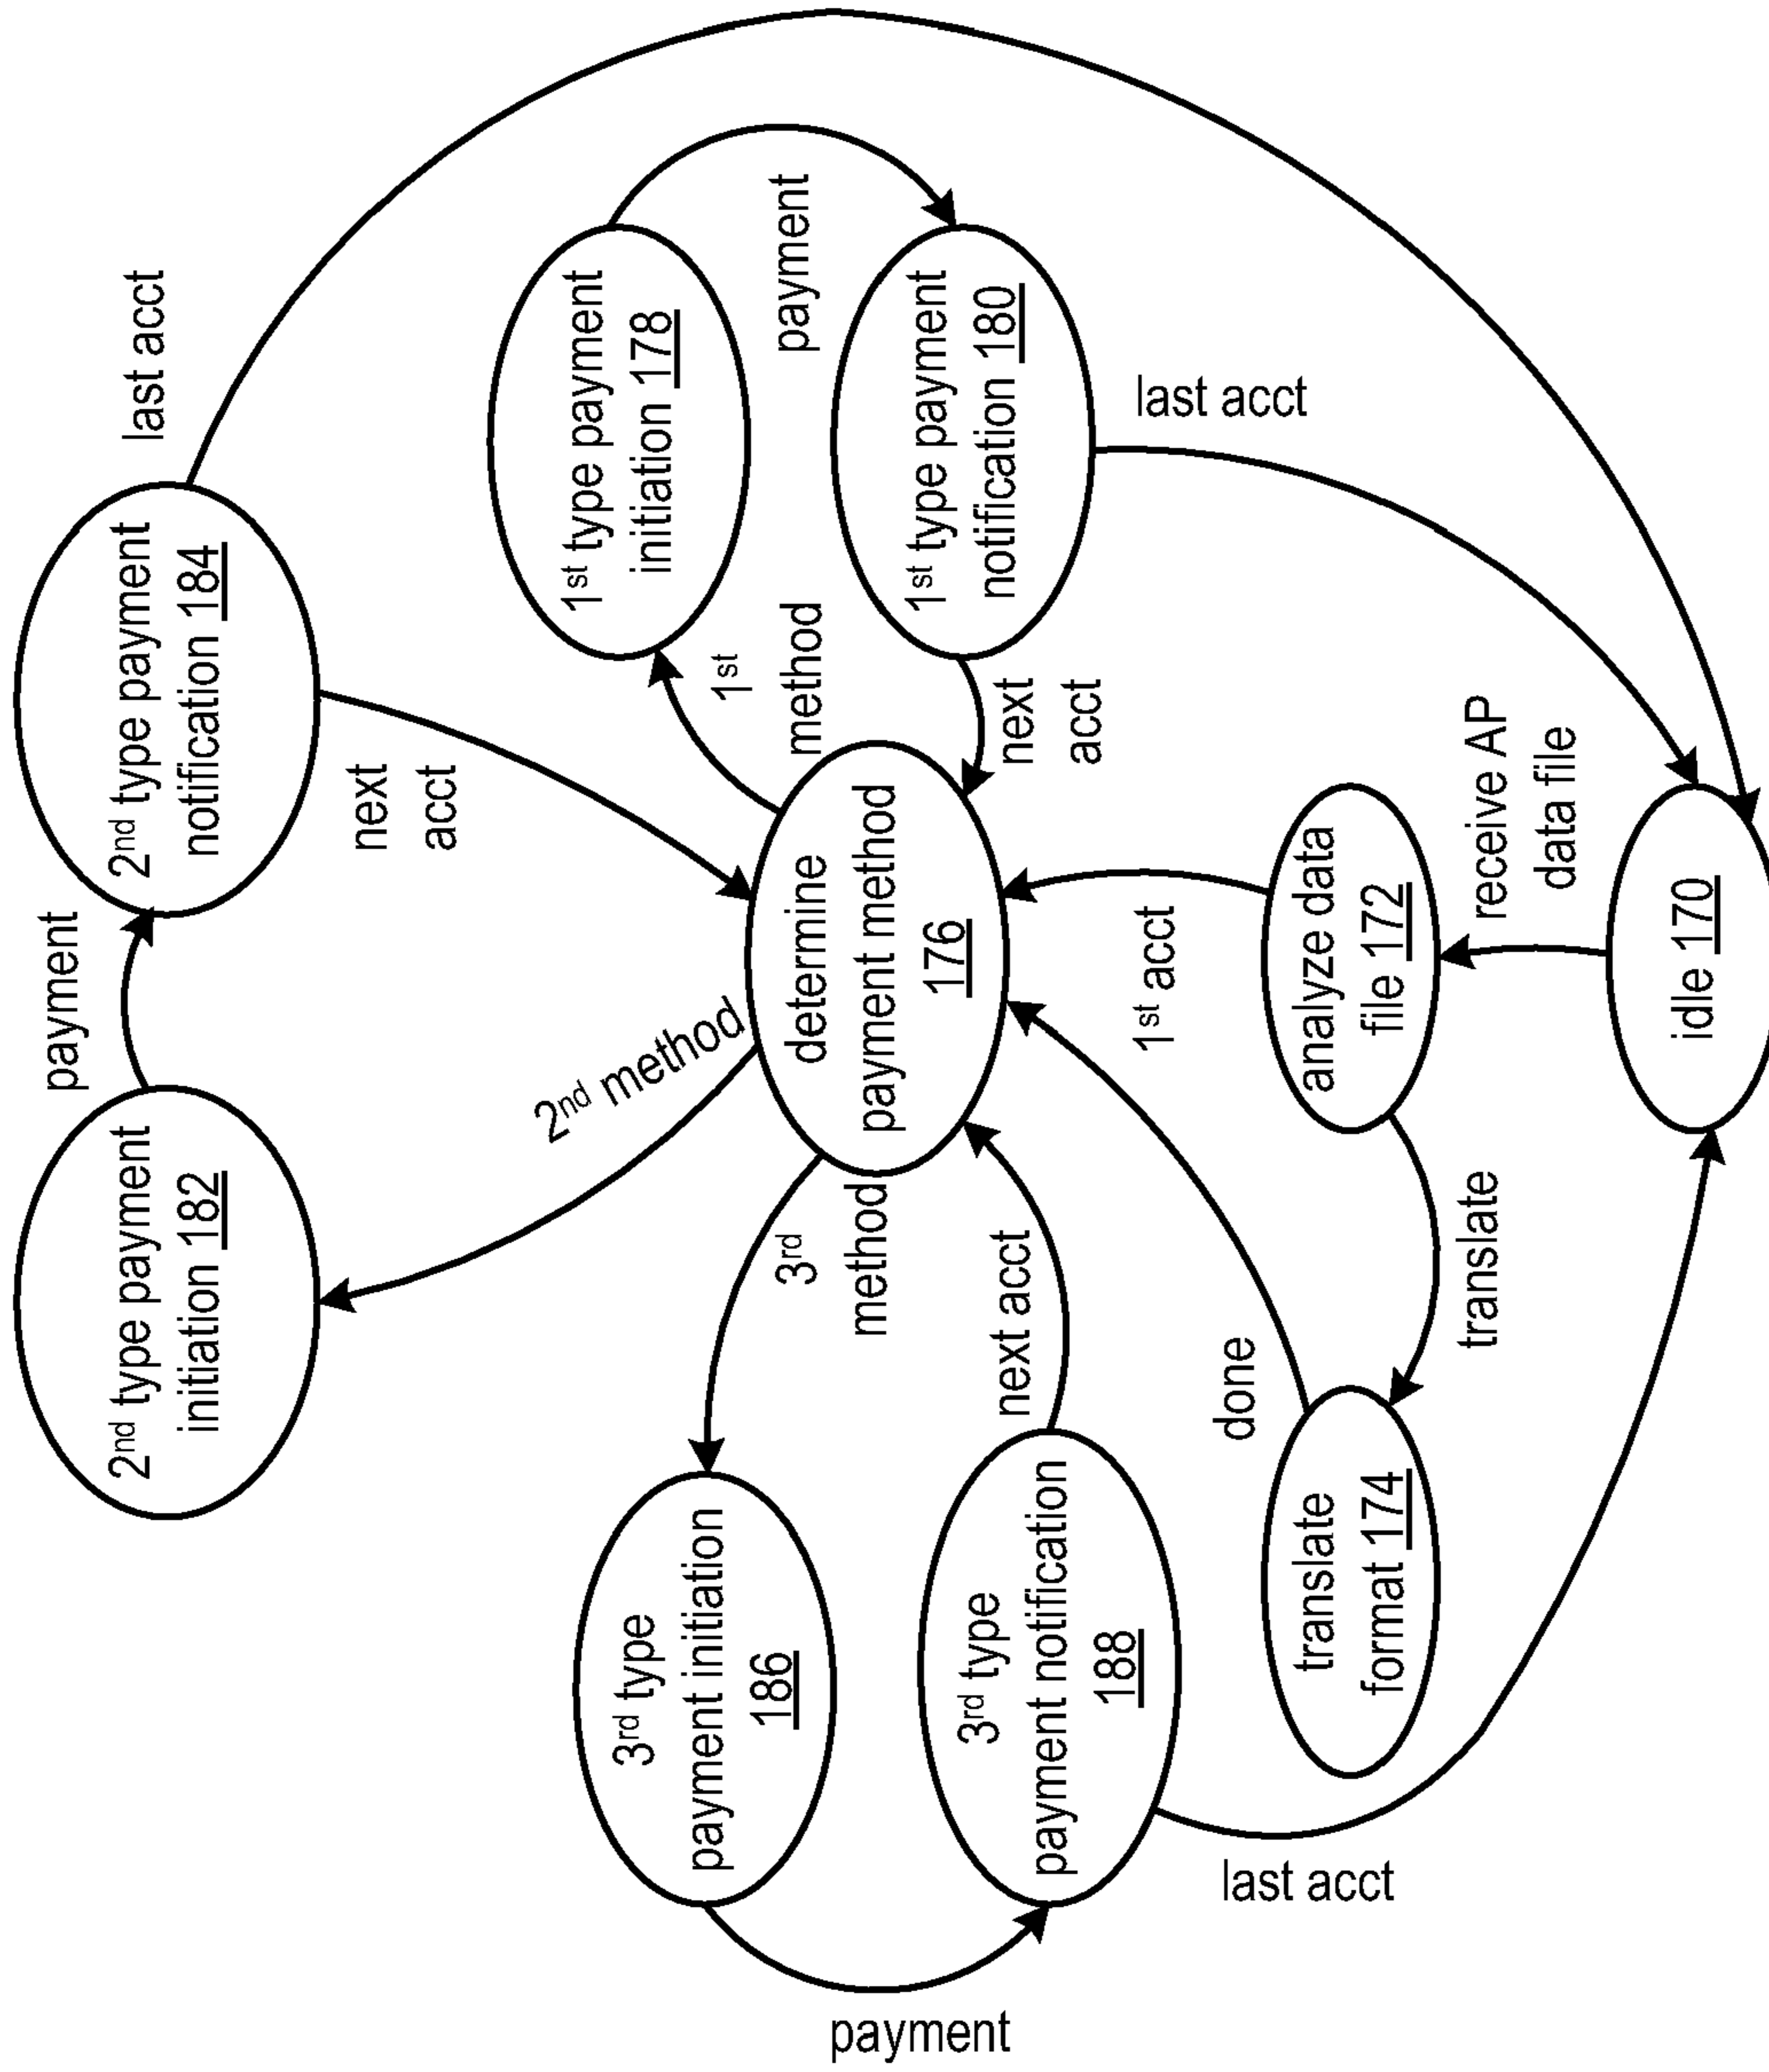 last acct
payment
2nd type payment
notification 184
2nd type payment
initiation 182
next
acct
1st type payment
initiation 178
payment
1st type payment
notification 180
last acct
1st
method
next
acct
2nd method
determine
payment method
176
3rd
method
3rd type
payment initiation
186
payment
3rd type
payment notification
188
next acct
last acct
done
1st acct
analyze data
file 172
translate
translate
format 174
receive AP
data file
idle 170